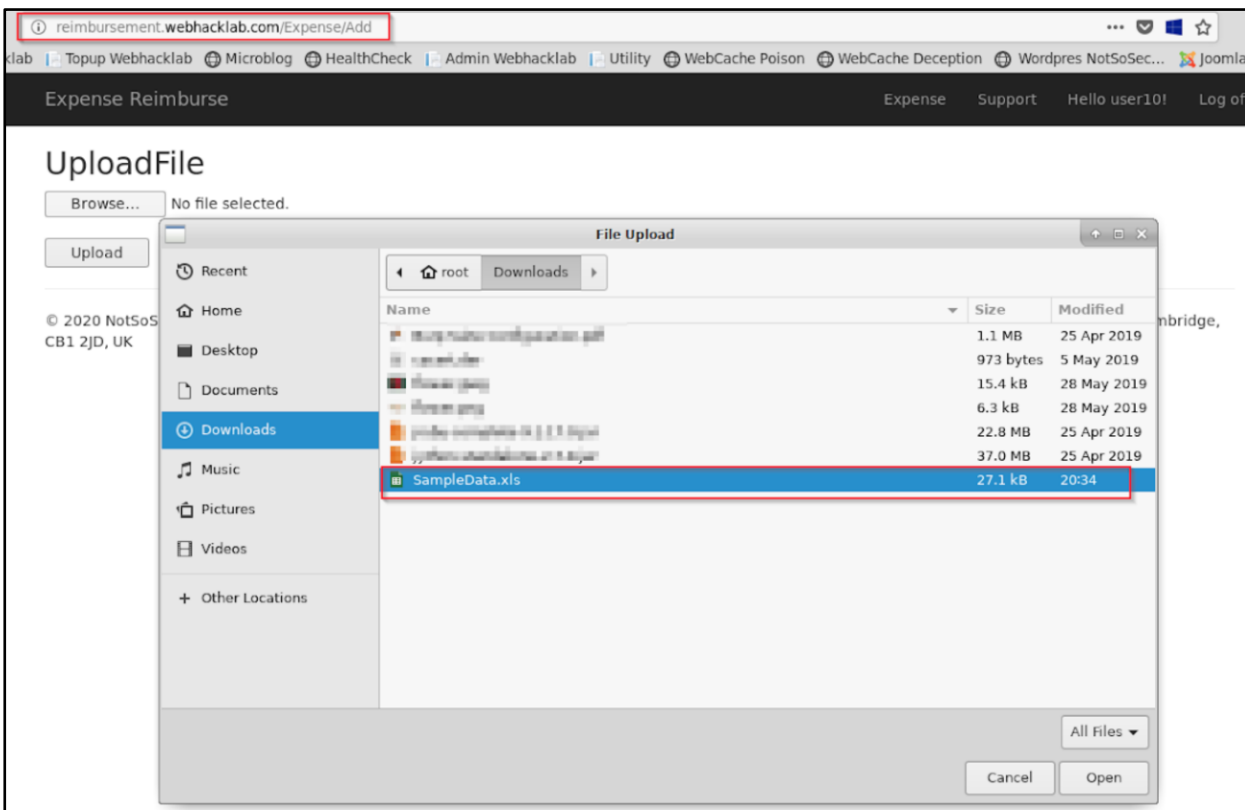 reimbursement.webhacklab.com/Expense/Add
klab Topup Webhacklab Microblog HealthCheck Admin Webhacklab Utility WebCache Poison WebCache Deception Wordpres NotSoSec... Joomla
Expense Reimburse Expense Support Hello user10! Log of
UploadFile
Browse... No file selected.
File Upload
Upload
Recent
root Downloads
Home
Name Size Modified
© 2020 NotSoS
mbridge,
CB1 2JD, UK
1.1 MB 25 Apr 2019
Desktop
973 bytes 5 May 2019
Documents
15.4 kB 28 May 2019
6.3 kB 28 May 2019
Downloads
22.8 MB 25 Apr 2019
37.0 MB 25 Apr 2019
Music
SampleData.xls 27.1 kB 20:34
Pictures
Videos
+ Other Locations
All Files
Cancel Open